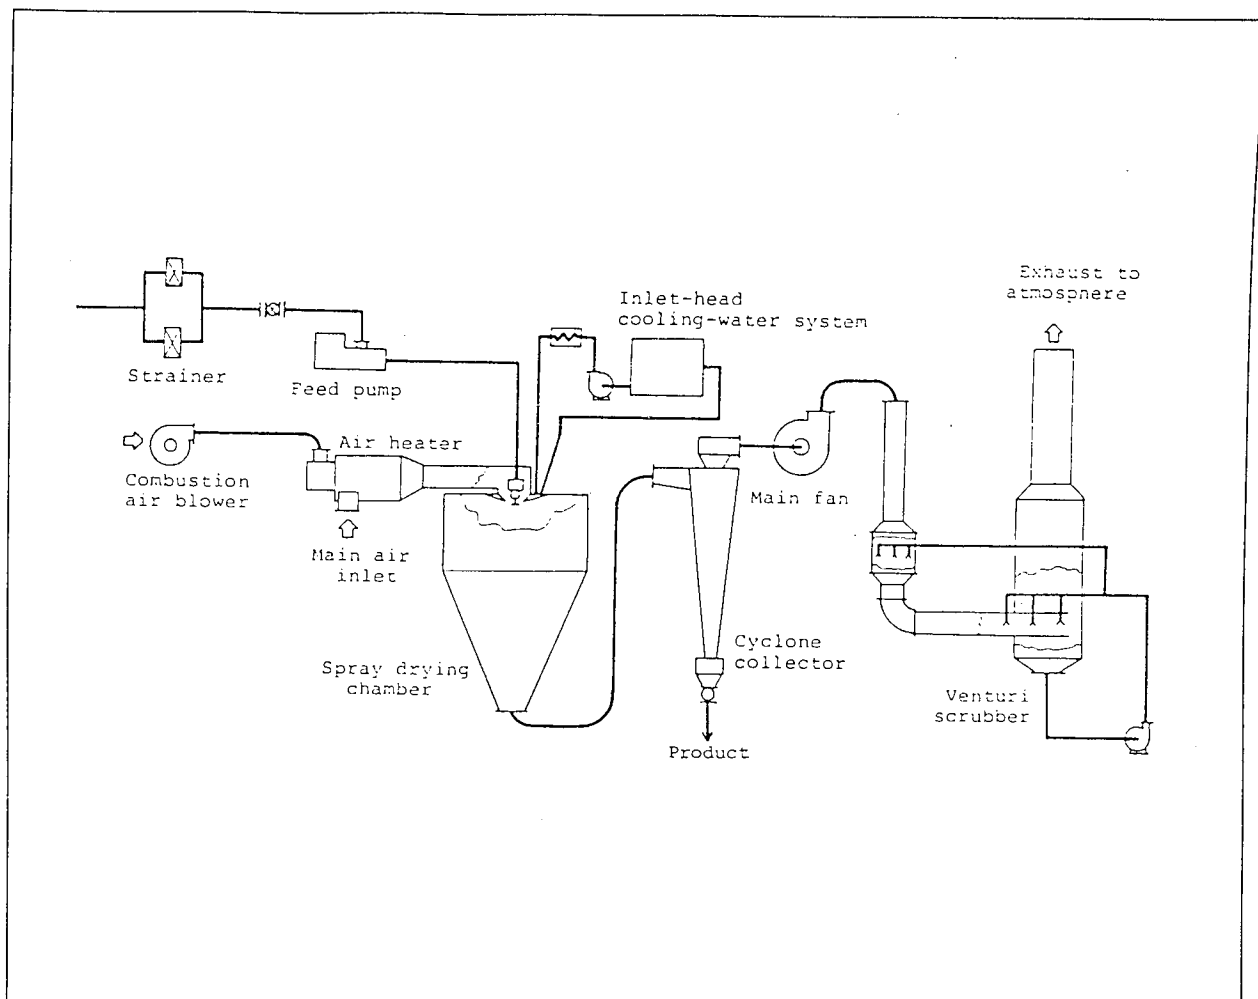 Exhaust to
atmosphere
Inlet-head
cooling-water system
Strainer
Feed pump
Air heater
Combustion
air blower
Main fan
Main air
inlet
Cyclone
collector
Spray drying
chamber
Venturi
scrubber
Product